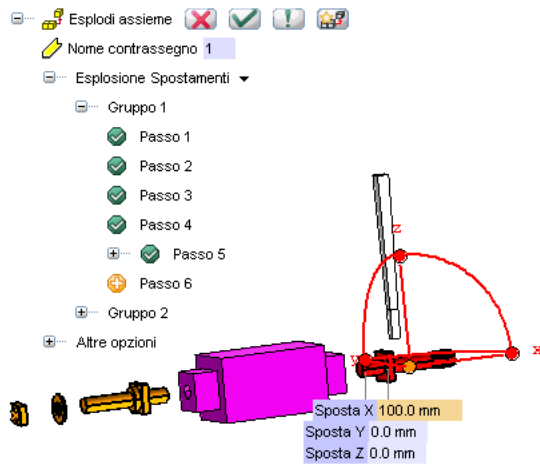 Esplodi assieme
Nome contrassegno 1
Esplosione Spostamenti
Gruppo 1
Passo 1
Passo 2
Passo 3
Passo 4
Passo 5
Passo 6
Gruppo 2
Altre opzioni
z
x
y
Sposta X 100.0 mm
Sposta Y 0.0 mm
Sposta Z 0.0 mm